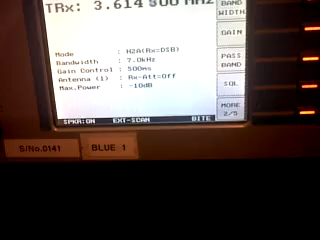 TRx: 3.614 500 MHz
BAND
WIDTH
GAIN
Mode : H2A(Rx=DSB)
Bandwidth : 7.0kHz
Gain Control : 500ms
Antenna (1) : Rx-Att=Off
Max.Power : -10dB
PASS
BAND
SQL
MORE
2/5
SPKR:ON EXT-SCAN BITE
S/No.0141 BLUE 1